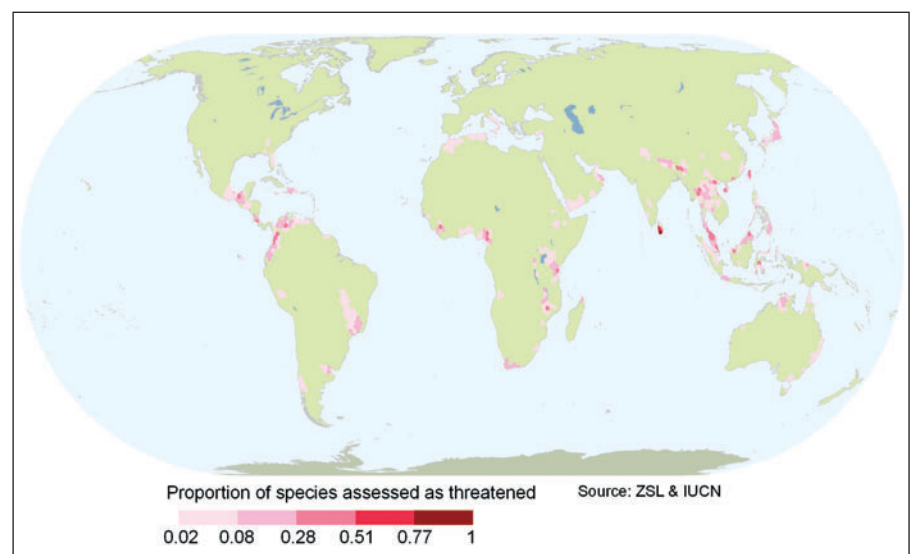 Proportion of species assessed as threatened
Source: ZSL & IUCN
0.02 0.08 0.28 0.51 0.77 1